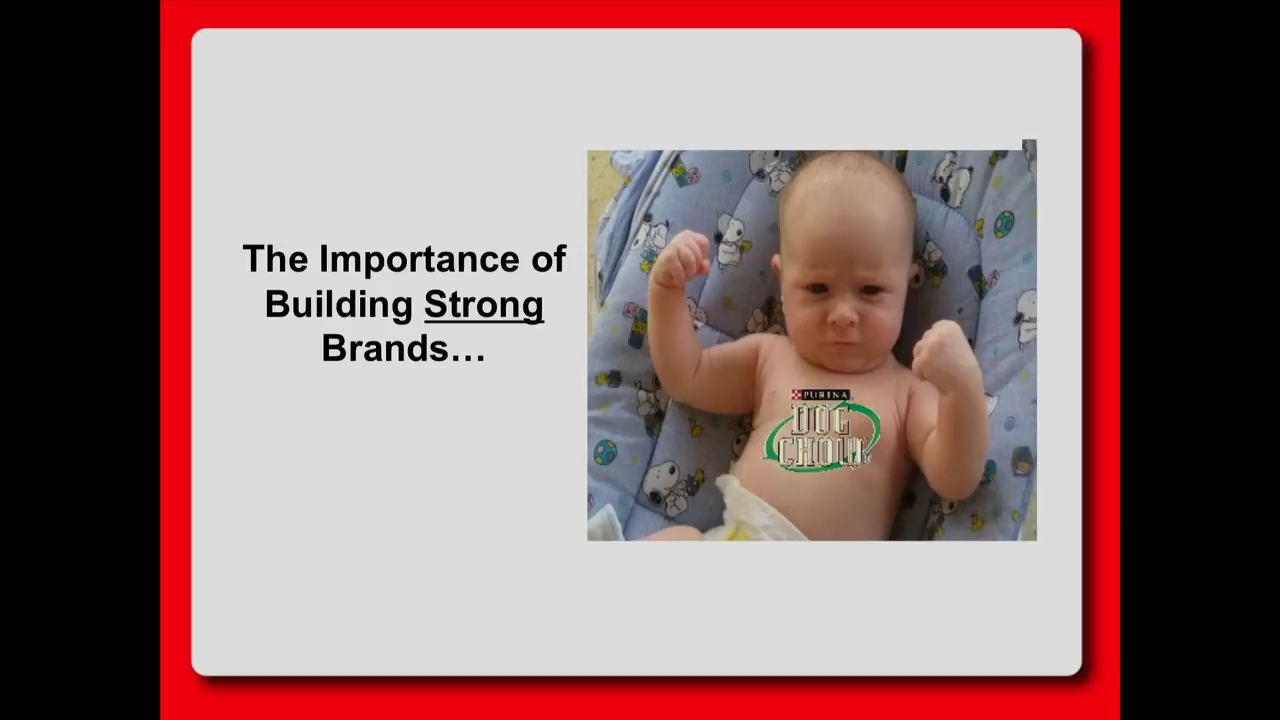 The Importance of
Building Strong
Brands…
PURINA
DOG
CHOW